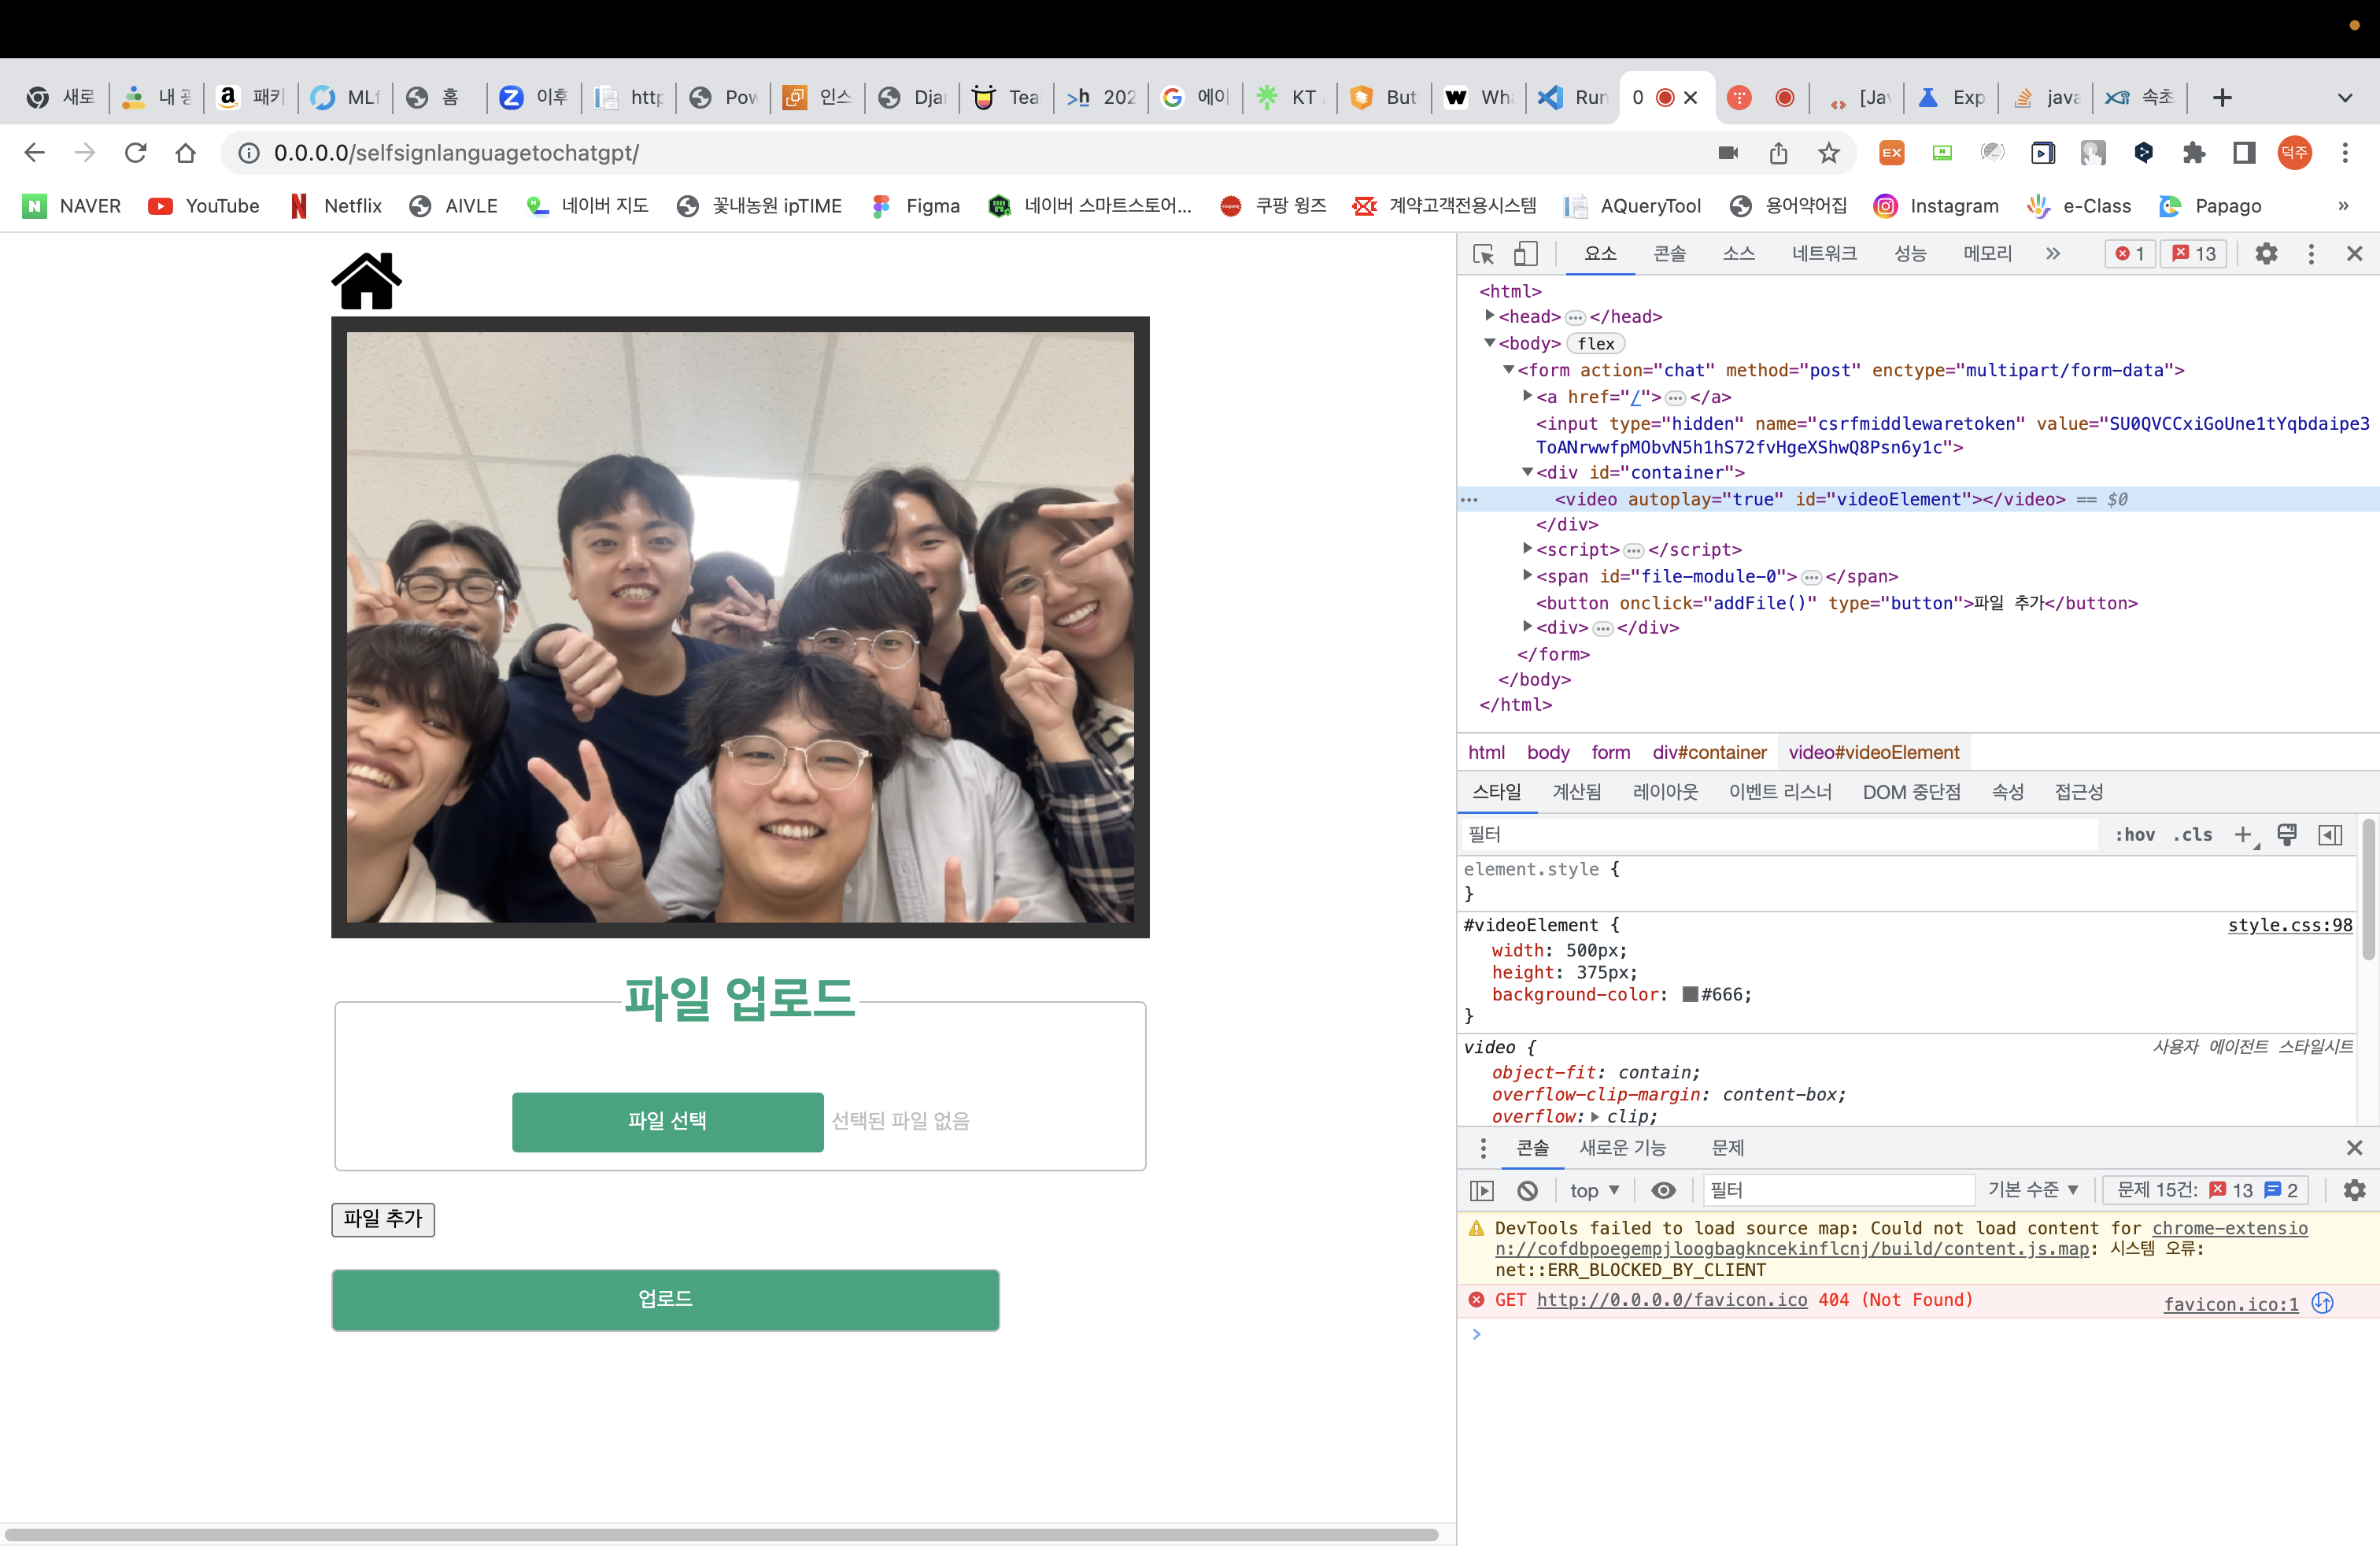 새로
내 공
패키
MLf
홈
이후
http
Pow
인스
Djan
Tea
202
에이
KT
But
Wha
Run
0
[Jav
Exp
java
속초
0.0.0.0/selfsignlanguagetochatgpt/
EX
덕주
NAVER
YouTube
Netflix
AIVLE
네이버 지도
꽃내농원 ipTIME
Figma
네이버 스마트스토어...
쿠팡 윙즈
계약고객전용시스템
AQueryTool
용어약어집
Instagram
e-Class
Papago
»
파일 업로드
파일 선택 선택된 파일 없음
파일 추가
업로드
요소 콘솔 소스 네트워크 성능 메모리 » 1 13
<html>
<head> ••• </head>
<body> flex
<form action="chat" method="post" enctype="multipart/form-data">
<a href="/"> ••• </a>
<input type="hidden" name="csrfmiddlewaretoken" value="SU0QVCCxiGoUne1tYqbdaipe3
ToANrwwfpMObvN5h1hS72fvHgeXShwQ8Psn6y1c">
<div id="container">
<video autoplay="true" id="videoElement"></video> == $0
</div>
<script> ••• </script>
<span id="file-module-0"> ••• </span>
<button onclick="addFile()" type="button">파일 추가</button>
<div> ••• </div>
</form>
</body>
</html>
html body form div#container video#videoElement
스타일 계산됨 레이아웃 이벤트 리스너 DOM 중단점 속성 접근성
필터 :hov .cls +
element.style {
}
#videoElement { style.css:98
width: 500px;
height: 375px;
background-color: #666;
}
video { 사용자 에이전트 스타일시트
object-fit: contain;
overflow-clip-margin: content-box;
overflow: clip;
콘솔 새로운 기능 문제
top 필터 기본 수준 문제 15건: 13 2
DevTools failed to load source map: Could not load content for chrome-extensio
n://cofdbpoegempjloogbagkncekinflcnj/build/content.js.map: 시스템 오류:
net::ERR_BLOCKED_BY_CLIENT
GET http://0.0.0.0/favicon.ico 404 (Not Found) favicon.ico:1